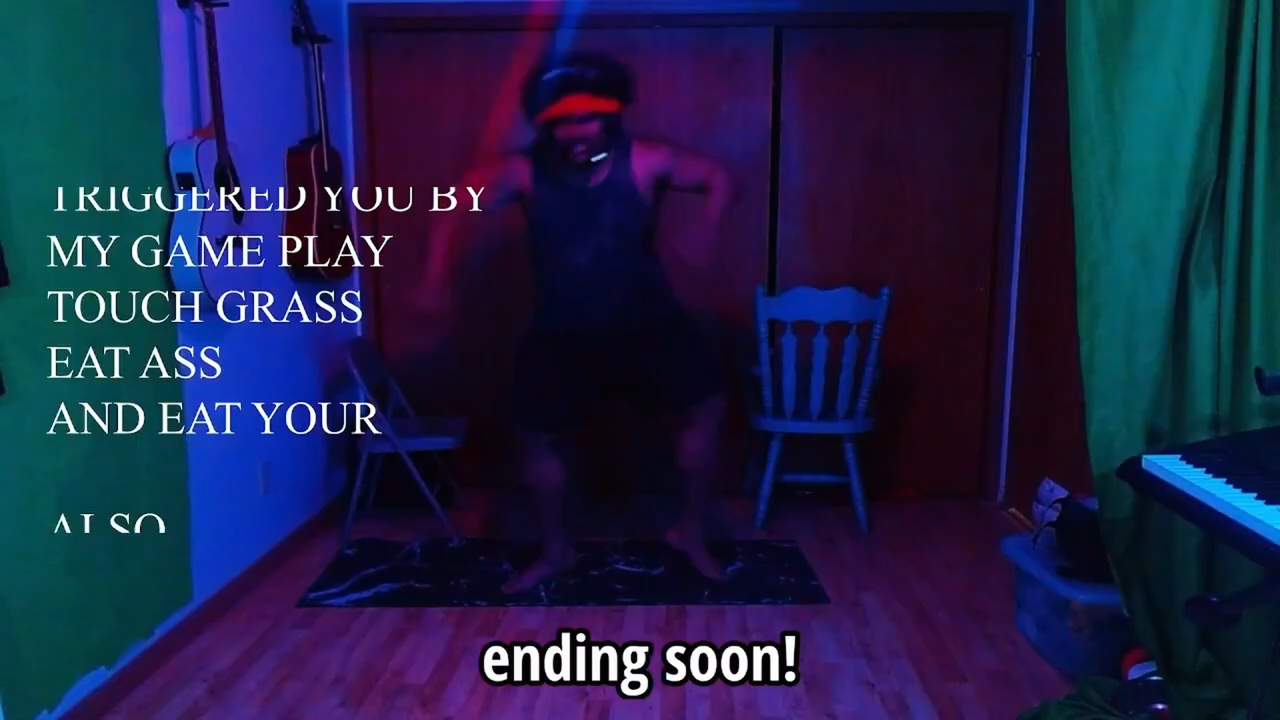 TRIGGERED YOU BY
MY GAME PLAY
TOUCH GRASS
EAT ASS
AND EAT YOUR
ALSO
ending soon!